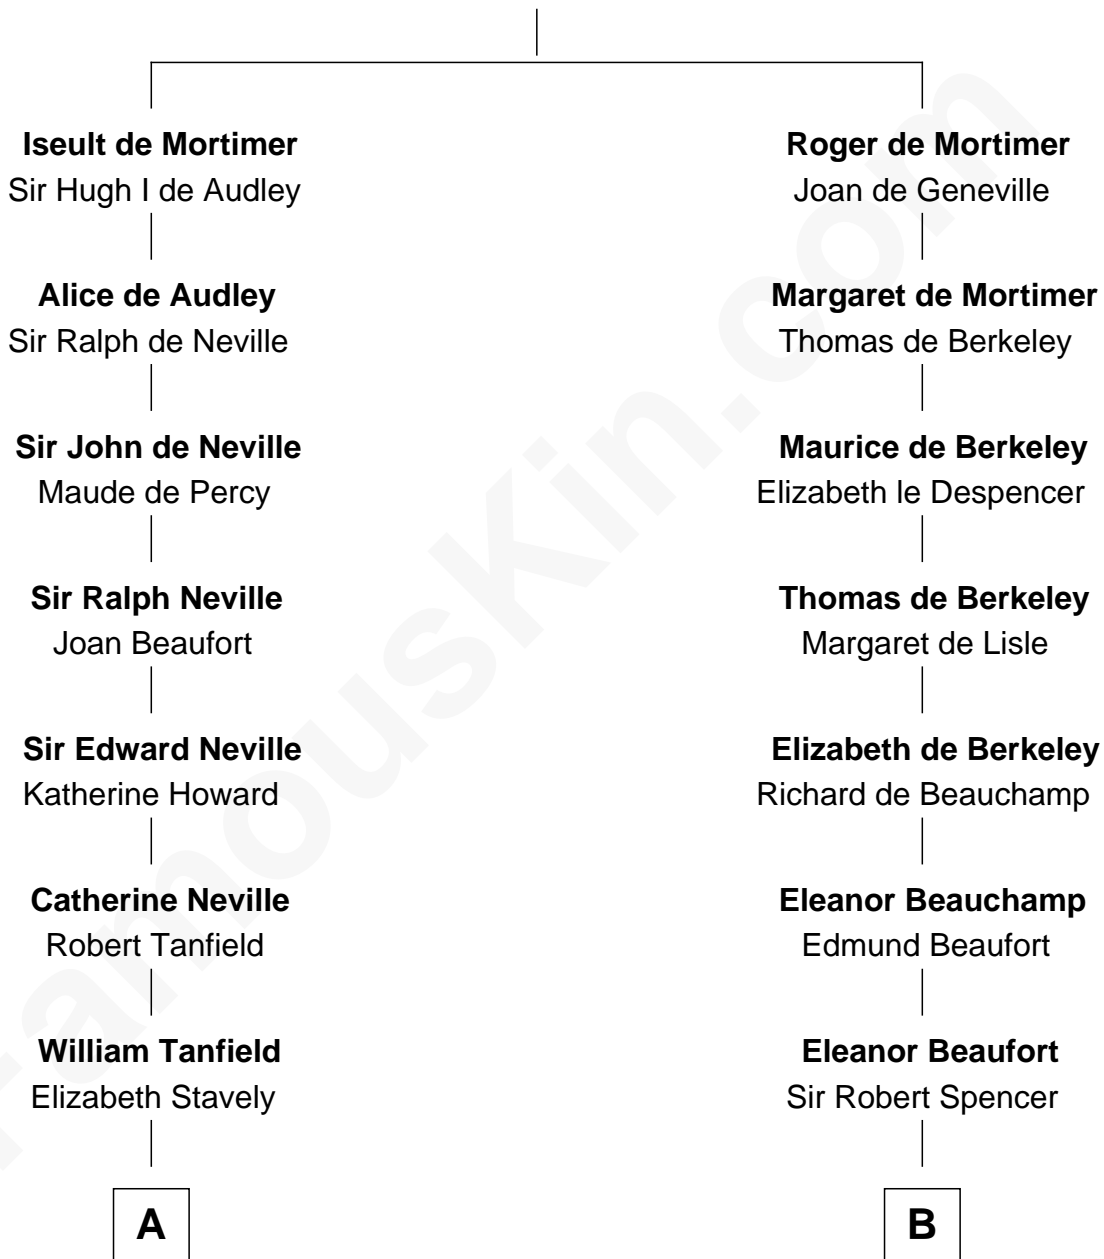 Iseult de Mortimer
Sir Hugh I de Audley
Alice de Audley
Sir Ralph de Neville
Sir John de Neville
Maude de Percy
Sir Ralph Neville
Joan Beaufort
Sir Edward Neville
Katherine Howard
Catherine Neville
Robert Tanfield
William Tanfield
Elizabeth Stavely
A
Roger de Mortimer
Joan de Geneville
Margaret de Mortimer
Thomas de Berkeley
Maurice de Berkeley
Elizabeth le Despencer
Thomas de Berkeley
Margaret de Lisle
Elizabeth de Berkeley
Richard de Beauchamp
Eleanor Beauchamp
Edmund Beaufort
Eleanor Beaufort
Sir Robert Spencer
B
FamousKin.com